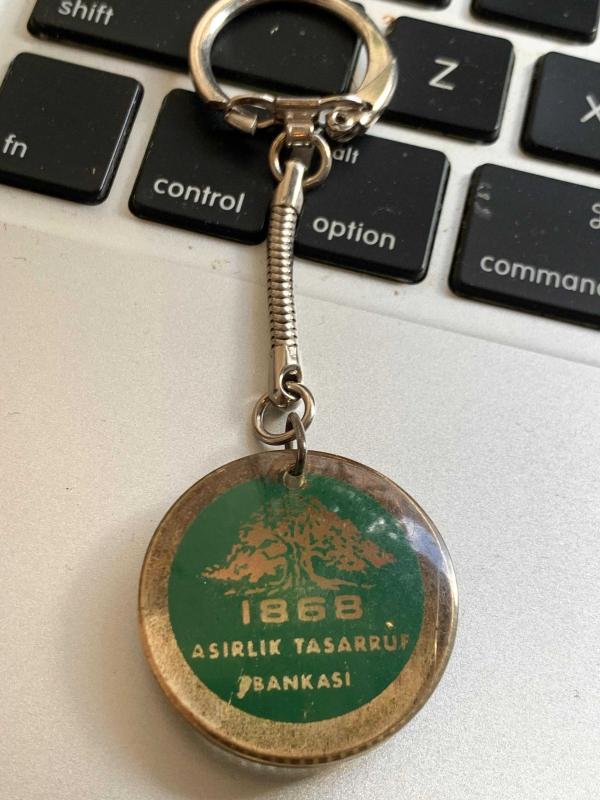 shift
Z
X
fn
control
alt
option
command
1868
ASIRLIK TASARRUF
BANKASI